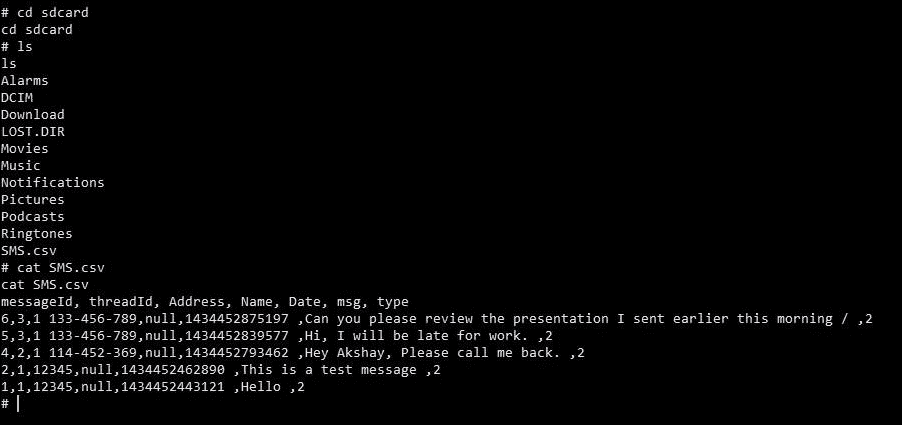 # cd sdcard
cd sdcard
# ls
ls
Alarms
DCIM
Download
LOST.DIR
Movies
Music
Notifications
Pictures
Podcasts
Ringtones
SMS.csv
# cat SMS.csv
cat SMS.csv
messageId, threadId, Address, Name, Date, msg, type
6,3,1 133-456-789,null,1434452875197 ,Can you please review the presentation I sent earlier this morning / ,2
5,3,1 133-456-789,null,1434452839577 ,Hi, I will be late for work. ,2
4,2,1 114-452-369,null,1434452793462 ,Hey Akshay, Please call me back. ,2
2,1,12345,null,1434452462890 ,This is a test message ,2
1,1,12345,null,1434452443121 ,Hello ,2
#